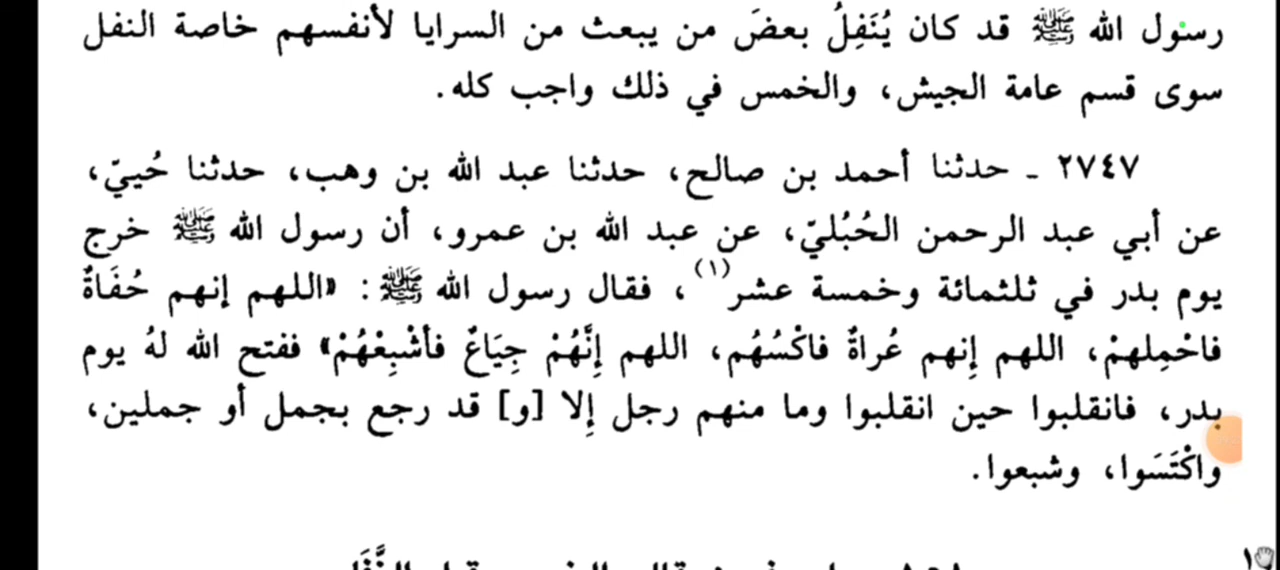 رسول الله ﷺ قد كان يُنَفِلُ بعضَ من يبعث من السرايا لأنفسهم خاصة النفل
سوى قسم عامة الجيش، والخمس في ذلك واجب كله.
٢٧٤٧ ـ حدثنا أحمد بن صالح، حدثنا عبد الله بن وهب، حدثنا حُييّ،
عن أبي عبد الرحمن الحُبُليّ، عن عبد الله بن عمرو، أن رسول الله ﷺ خرج
يوم بدر في ثلثمائة وخمسة عشر(١)، فقال رسول الله ﷺ: «اللهم إنهم حُفَاةٌ
فاحْمِلهمْ، اللهم إِنهم عُراةٌ فاكْسُهُم، اللهم إِنَّهُمْ جِيَاعٌ فأشْبِعْهُمْ» ففتح الله لهُ يوم
بدر، فانقلبوا حين انقلبوا وما منهم رجل إِلا [و] قد رجع بجمل أو جملين،
واكْتَسَوا، وشبعوا.